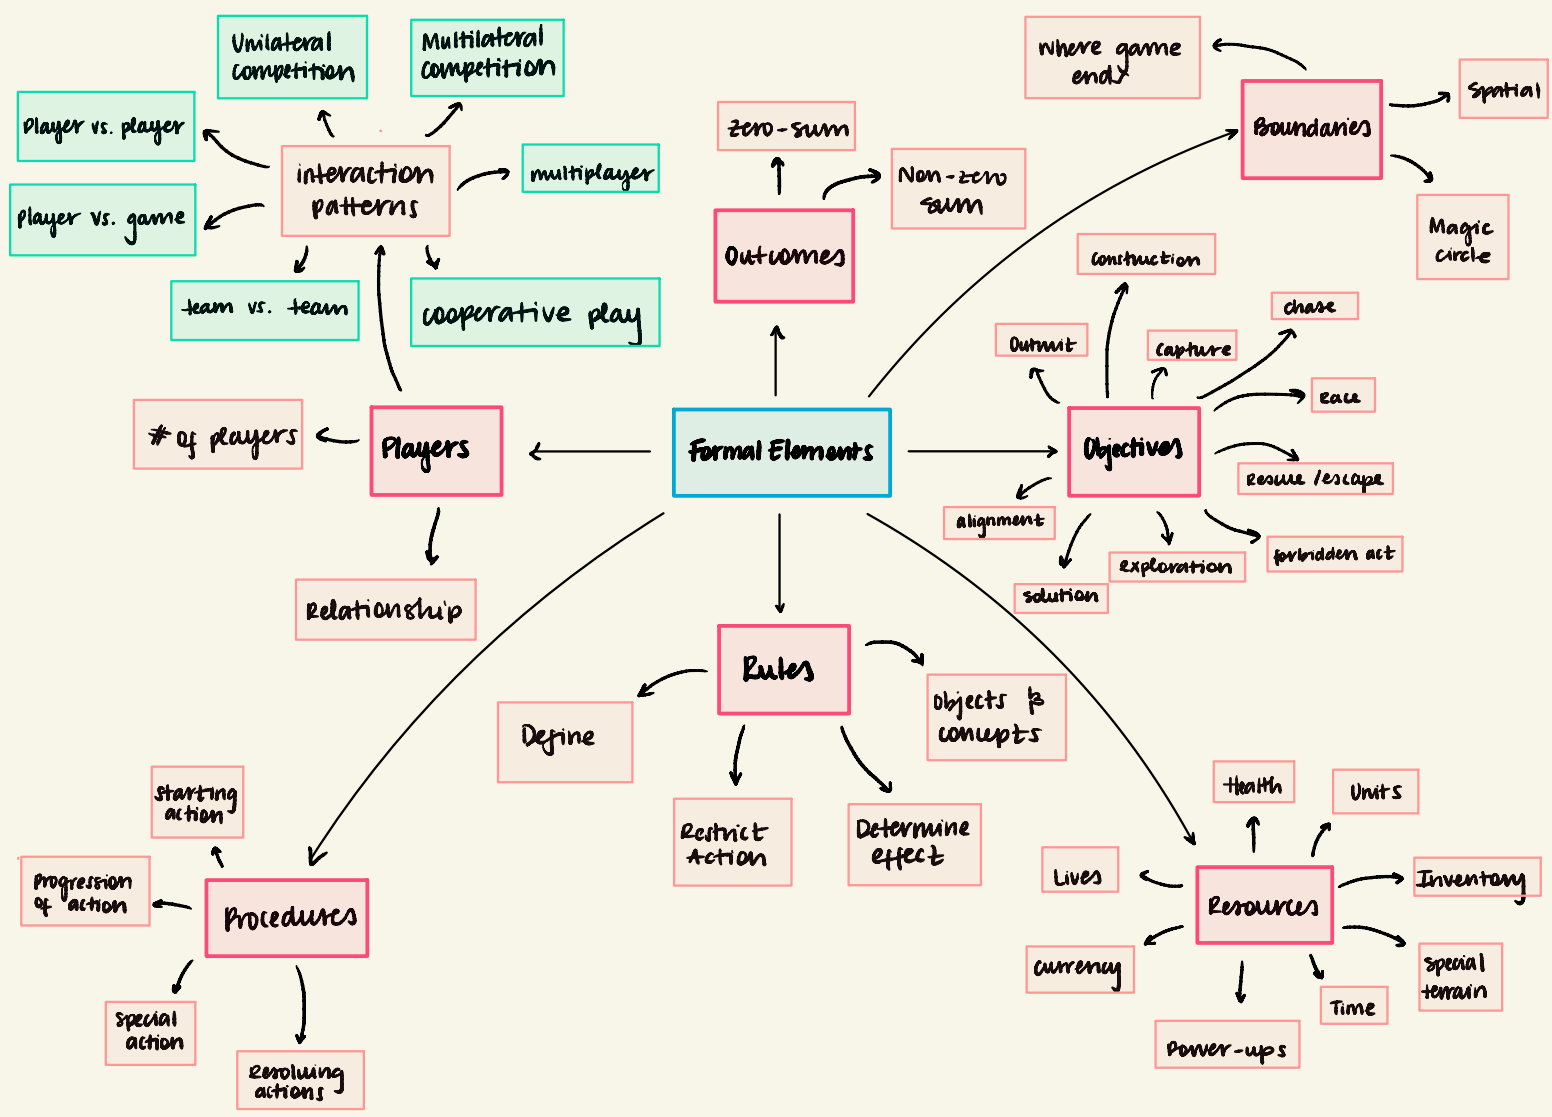 Unilateral
competition
Multilateral
competition
Player vs. player
interaction
patterns
multiplayer
Player vs. game
team vs. team
cooperative play
# of players
Players
Relationship
Zero-sum
Non-zero
sum
Outcomes
where game
ends
Boundaries
Spatial
Magic
circle
Formal Elements
construction
chase
Outwit
capture
Race
Objectives
Rescue/escape
alignment
forbidden act
exploration
solution
Rules
Define
Objects &
concepts
Restrict
Action
Determine
effect
starting
action
Progression
of action
Procedures
special
action
Resolving
actions
Health
Units
Lives
Inventory
Resources
currency
special
terrain
Time
Power-ups